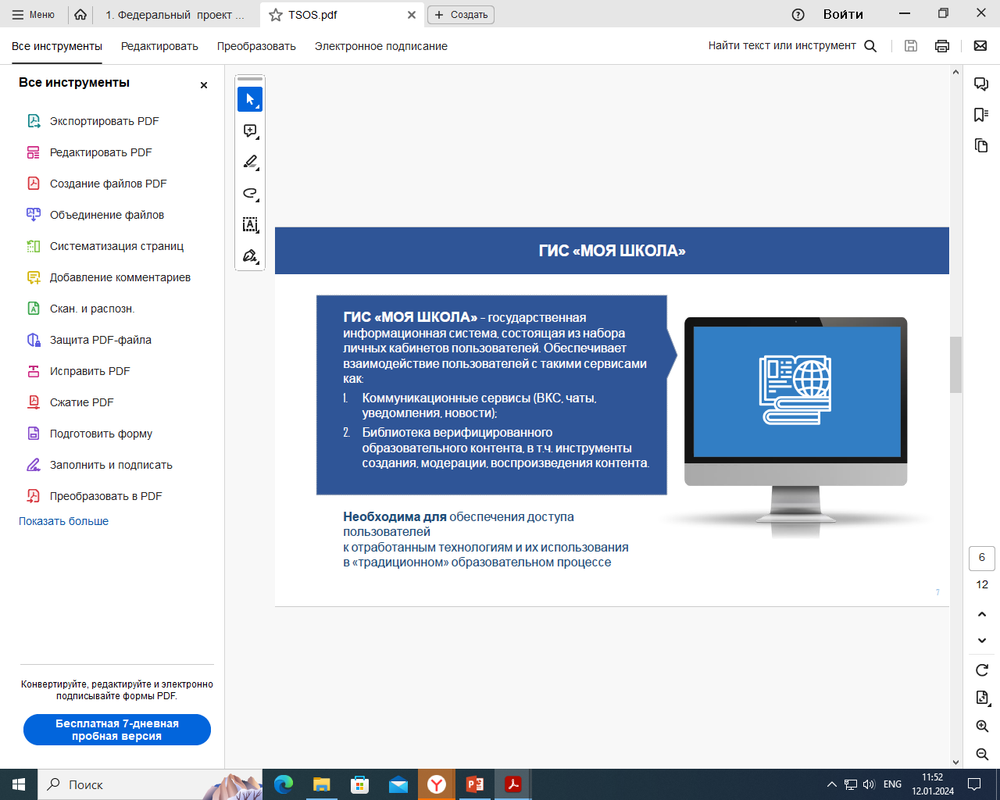 Меню
1. Федеральный проект ...
TSOS.pdf
Создать
Войти
Все инструменты
Редактировать
Преобразовать
Электронное подписание
Найти текст или инструмент
Все инструменты
Экспортировать PDF
Редактировать PDF
Создание файлов PDF
Объединение файлов
Систематизация страниц
Добавление комментариев
Скан. и распозн.
Защита PDF-файла
Исправить PDF
Сжатие PDF
Подготовить форму
Заполнить и подписать
Преобразовать в PDF
Показать больше
Конвертируйте, редактируйте и электронно
подписывайте формы PDF.
Бесплатная 7-дневная
пробная версия
ГИС «МОЯ ШКОЛА»
ГИС «МОЯ ШКОЛА» – государственная
информационная система, состоящая из набора
личных кабинетов пользователей. Обеспечивает
взаимодействие пользователей с такими сервисами
как:
1. Коммуникационные сервисы (ВКС, чаты,
уведомления, новости);
2. Библиотека верифицированного
образовательного контента, в т.ч. инструменты
создания, модерации, воспроизведения контента.
Необходима для обеспечения доступа
пользователей
к отработанным технологиям и их использования
в «традиционном» образовательном процессе
7
6
12
Поиск
ENG
11:52
12.01.2024